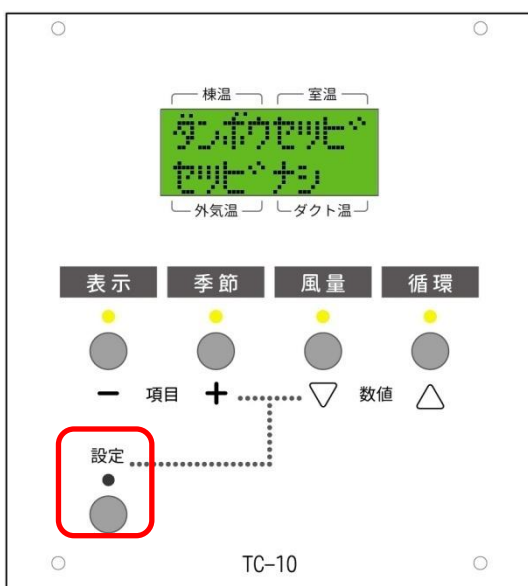 棟温 室温
ダンボウセツビ
セツビナシ
外気温 ダクト温
表示 季節 風量 循環
− 項目 + ▽ 数値 △
設定
TC-10